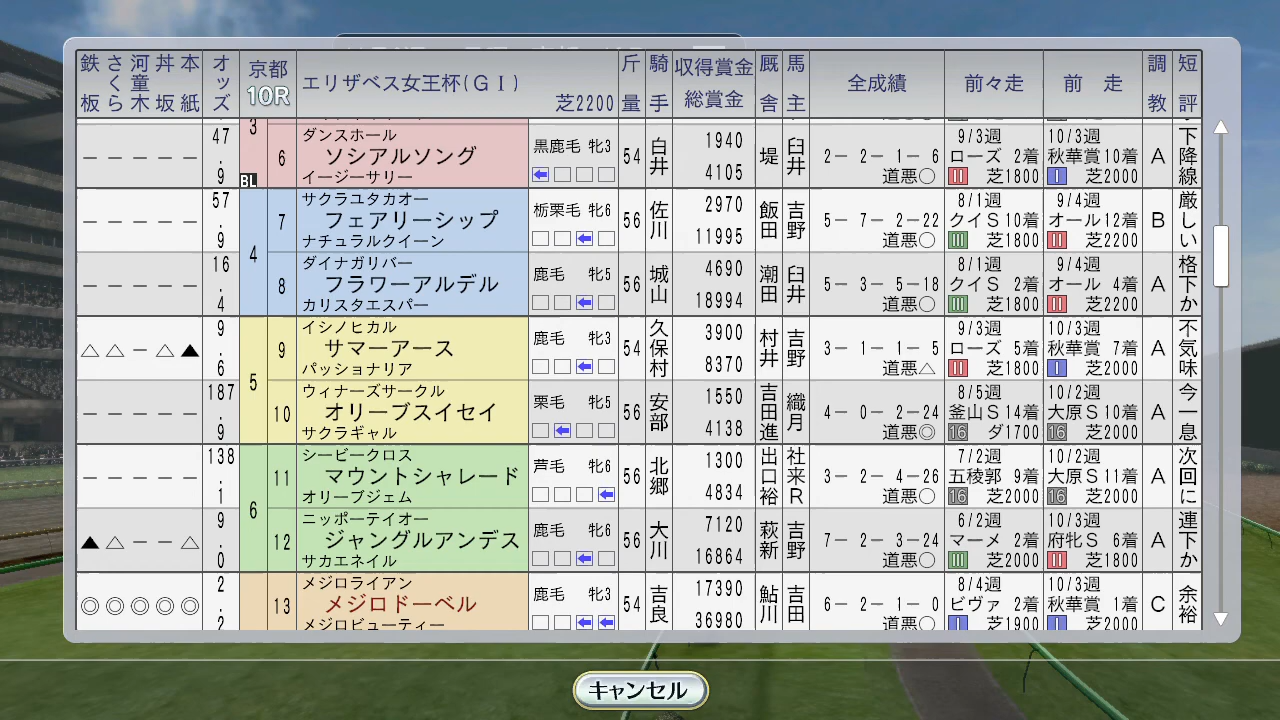 鉄板 さくら 河童木 丼坂 本紙 オッズ 京都10R エリザベス女王杯(GⅠ) 芝2200 斤量 騎手 収得賞金 総賞金 厩舎 馬主 全成績 前々走 前 走 調教 短評
― ― ― ― ― 47.9 3 BL 6 ダンスホール 黒鹿毛 牝3 54 白井 1940 堤 臼井 2－ 2－ 1－ 6 9/3週 10/3週 A 下降線
ソシアルソング 4105 ローズ 2着 秋華賞10着
イージーサリー ← 道悪○ Ⅱ 芝1800 Ⅰ 芝2000
― ― ― ― ― 57.9 4 7 サクラユタカオー 栃栗毛 牝6 56 佐川 2970 飯田 吉野 5－ 7－ 2－22 8/1週 9/4週 B 厳しい
フェアリーシップ 11995 クイS 10着 オール12着
ナチュラルクイーン ← 道悪○ Ⅲ 芝1800 Ⅱ 芝2200
― ― ― ― ― 16.4 8 ダイナガリバー 鹿毛 牝5 56 城山 4690 潮田 臼井 5－ 3－ 5－18 8/1週 9/4週 A 格下か
フラワーアルデル 18994 クイS 2着 オール 4着
カリスタエスパー ← 道悪○ Ⅲ 芝1800 Ⅱ 芝2200
△ △ ― △ ▲ 9.6 5 9 イシノヒカル 鹿毛 牝3 54 久保村 3900 村井 吉野 3－ 1－ 1－ 5 9/3週 10/3週 A 不気味
サマーアース 8370 ローズ 5着 秋華賞 7着
パッショナリア ← 道悪△ Ⅱ 芝1800 Ⅰ 芝2000
― ― ― ― ― 187.9 10 ウィナーズサークル 栗毛 牝5 56 安部 1550 吉田進 織月 4－ 0－ 2－24 8/5週 10/2週 A 今一息
オリーブスイセイ 4138 釜山S 14着 大原S 10着
サクラギャル ← 道悪◎ 16 ダ1700 16 芝2000
― ― ― ― ― 138.1 6 11 シービークロス 芦毛 牝6 56 北郷 1300 出口裕 社来R 3－ 2－ 4－26 7/2週 10/2週 A 次回に
マウントシャレード 4834 五稜郭 9着 大原S 11着
オリーブジェム ← 道悪○ 16 芝2000 16 芝2000
▲ △ ― ― △ 9.0 12 ニッポーテイオー 鹿毛 牝6 56 大川 7120 萩新 吉野 7－ 2－ 3－24 6/2週 10/3週 A 連下か
ジャングルアンデス 16864 マーメ 2着 府牝S 6着
サカエネイル ← 道悪○ Ⅲ 芝2000 Ⅱ 芝1800
◎ ◎ ◎ ◎ ◎ 2.2 13 メジロライアン 鹿毛 牝3 54 吉良 17390 鮎川 吉田 6－ 2－ 1－ 0 8/4週 10/3週 C 余裕
メジロドーベル 36980 ビヴァ 2着 秋華賞 1着
メジロビューティー ← ← 道悪○ Ⅰ 芝1900 Ⅰ 芝2000
キャンセル